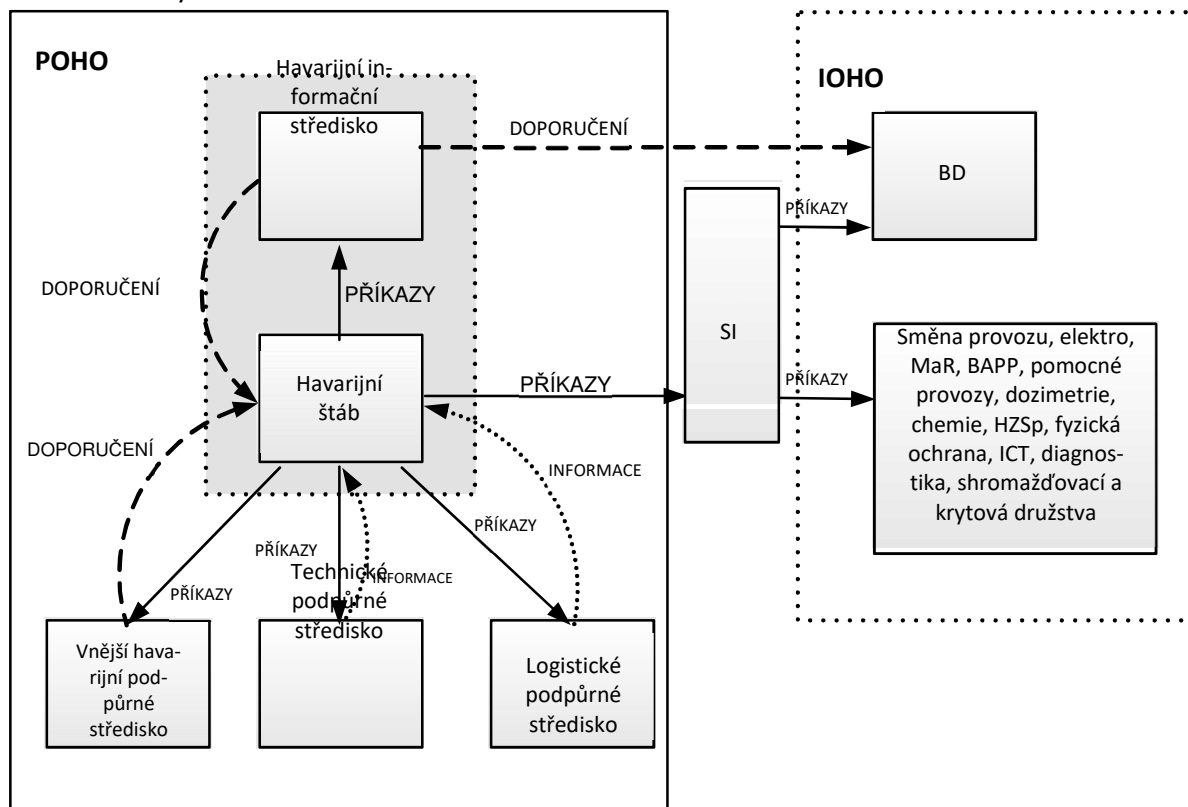 POHO
Havarijní in-
formační
středisko
DOPORUČENÍ
DOPORUČENÍ
PŘÍKAZY
Havarijní
štáb
PŘÍKAZY
DOPORUČENÍ
INFORMACE
PŘÍKAZY
PŘÍKAZY
INFORMACE
PŘÍKAZY
Vnější hava-
rijní pod-
půrné
středisko
Technické
podpůrné
středisko
Logistické
podpůrné
středisko
SI
IOHO
BD
PŘÍKAZY
PŘÍKAZY
Směna provozu, elektro,
MaR, BAPP, pomocné
provozy, dozimetrie,
chemie, HZSp, fyzická
ochrana, ICT, diagnos-
tika, shromažďovací a
krytová družstva